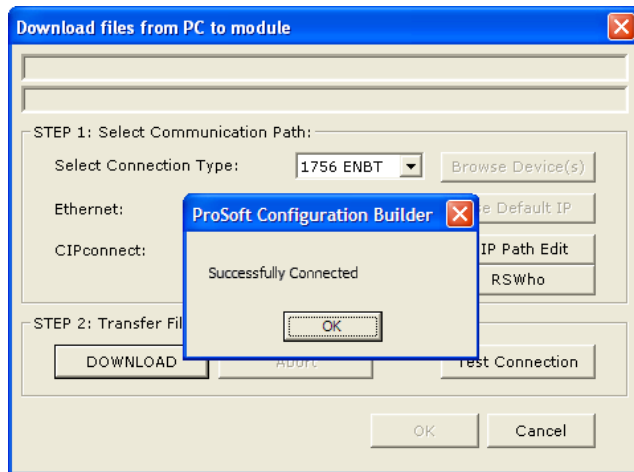 Download files from PC to module
STEP 1: Select Communication Path:
Select Connection Type: 1756 ENBT Browse Device(s)
Ethernet: Default IP
ProSoft Configuration Builder
CIPconnect: IP Path Edit
Successfully Connected
RSWho
OK
STEP 2: Transfer
DOWNLOAD Abort Test Connection
OK Cancel